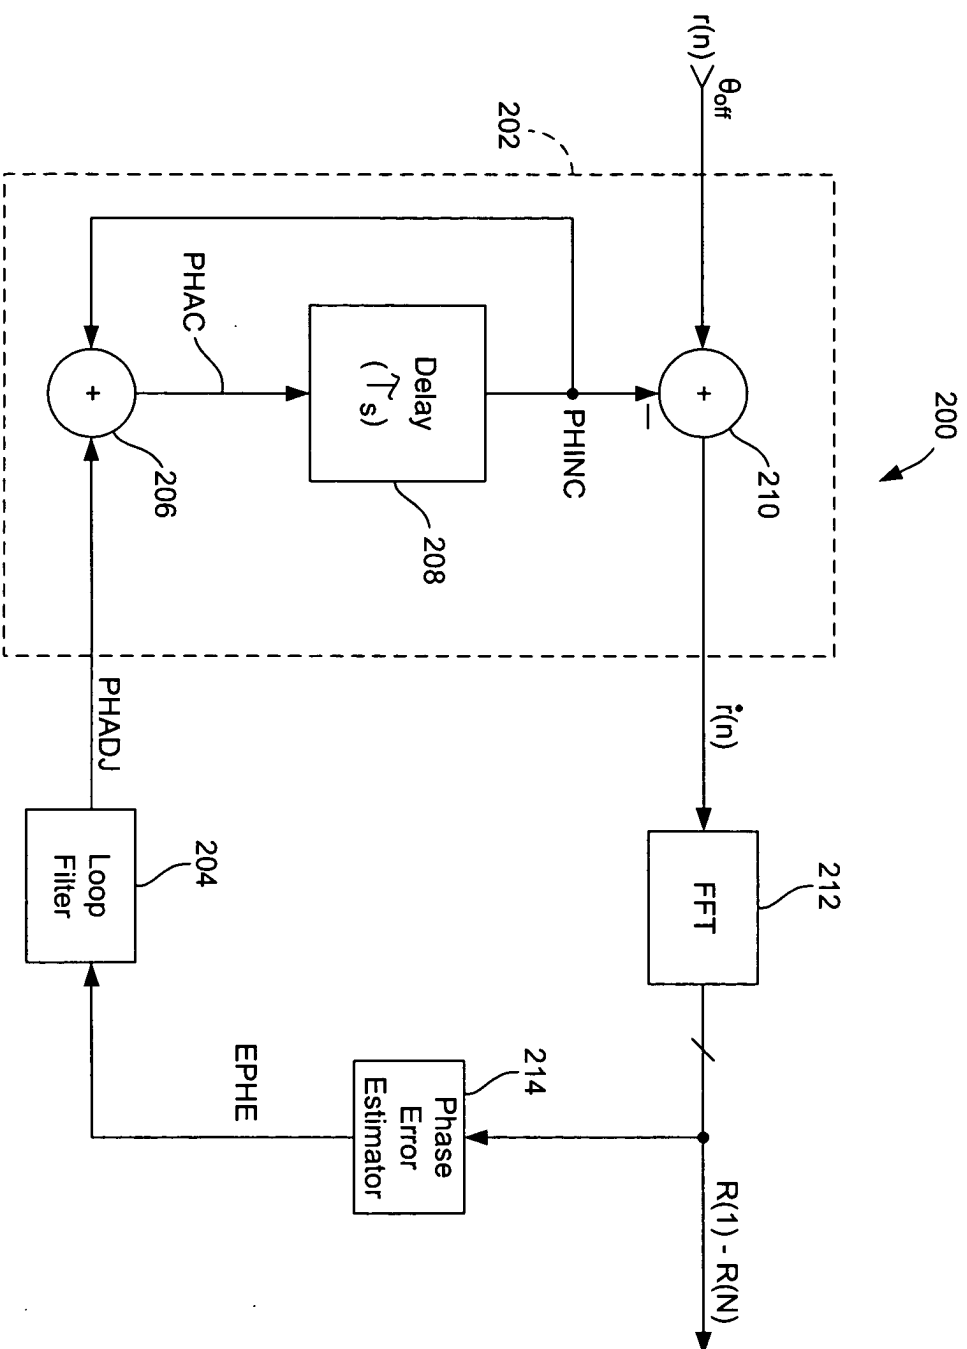 200
θoff
r(n)
202
+
210
ṙ(n)
212
FFT
R(1) - R(N)
PHINC
−
Delay
208
PHAC
+
206
PHADJ
204
Loop
Filter
EPHE
214
Phase
Error
Estimator